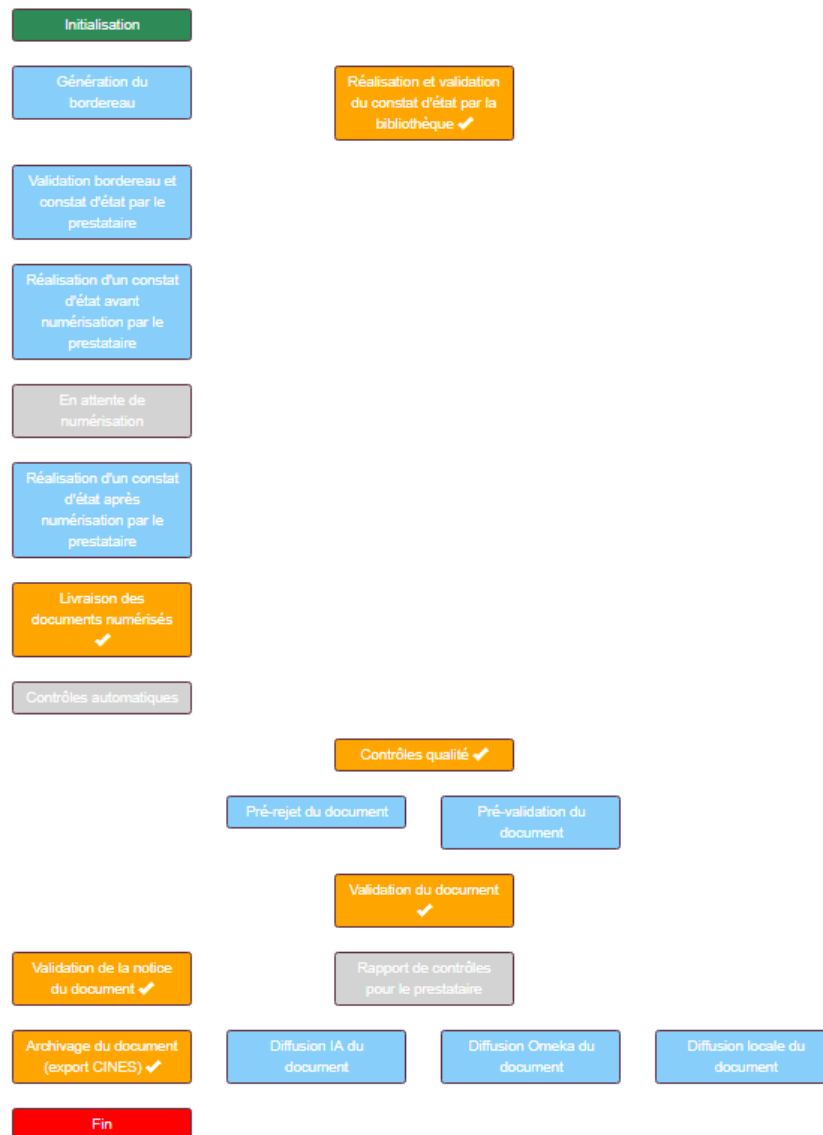 Initialisation
Génération du
bordereau
Réalisation et validation
du constat d'état par la
bibliothèque ✔
Validation bordereau et
constat d'état par le
prestataire
Réalisation d'un constat
d'état avant
numérisation par le
prestataire
En attente de
numérisation
Réalisation d'un constat
d'état après
numérisation par le
prestataire
Livraison des
documents numérisés
✔
Contrôles automatiques
Contrôles qualité ✔
Pré-rejet du document
Pré-validation du
document
Validation du document
✔
Validation de la notice
du document ✔
Rapport de contrôles
pour le prestataire
Archivage du document
(export CINES) ✔
Diffusion IA du
document
Diffusion Omeka du
document
Diffusion locale du
document
Fin